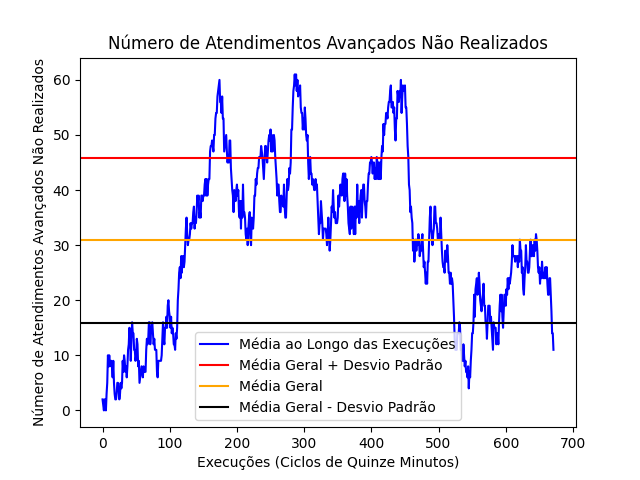 Número de Atendimentos Avançados Não Realizados
Número de Atendimentos Avançados Não Realizados
60
50
40
30
20
10
0
Média ao Longo das Execuções
Média Geral + Desvio Padrão
Média Geral
Média Geral - Desvio Padrão
0 100 200 300 400 500 600 700
Execuções (Ciclos de Quinze Minutos)